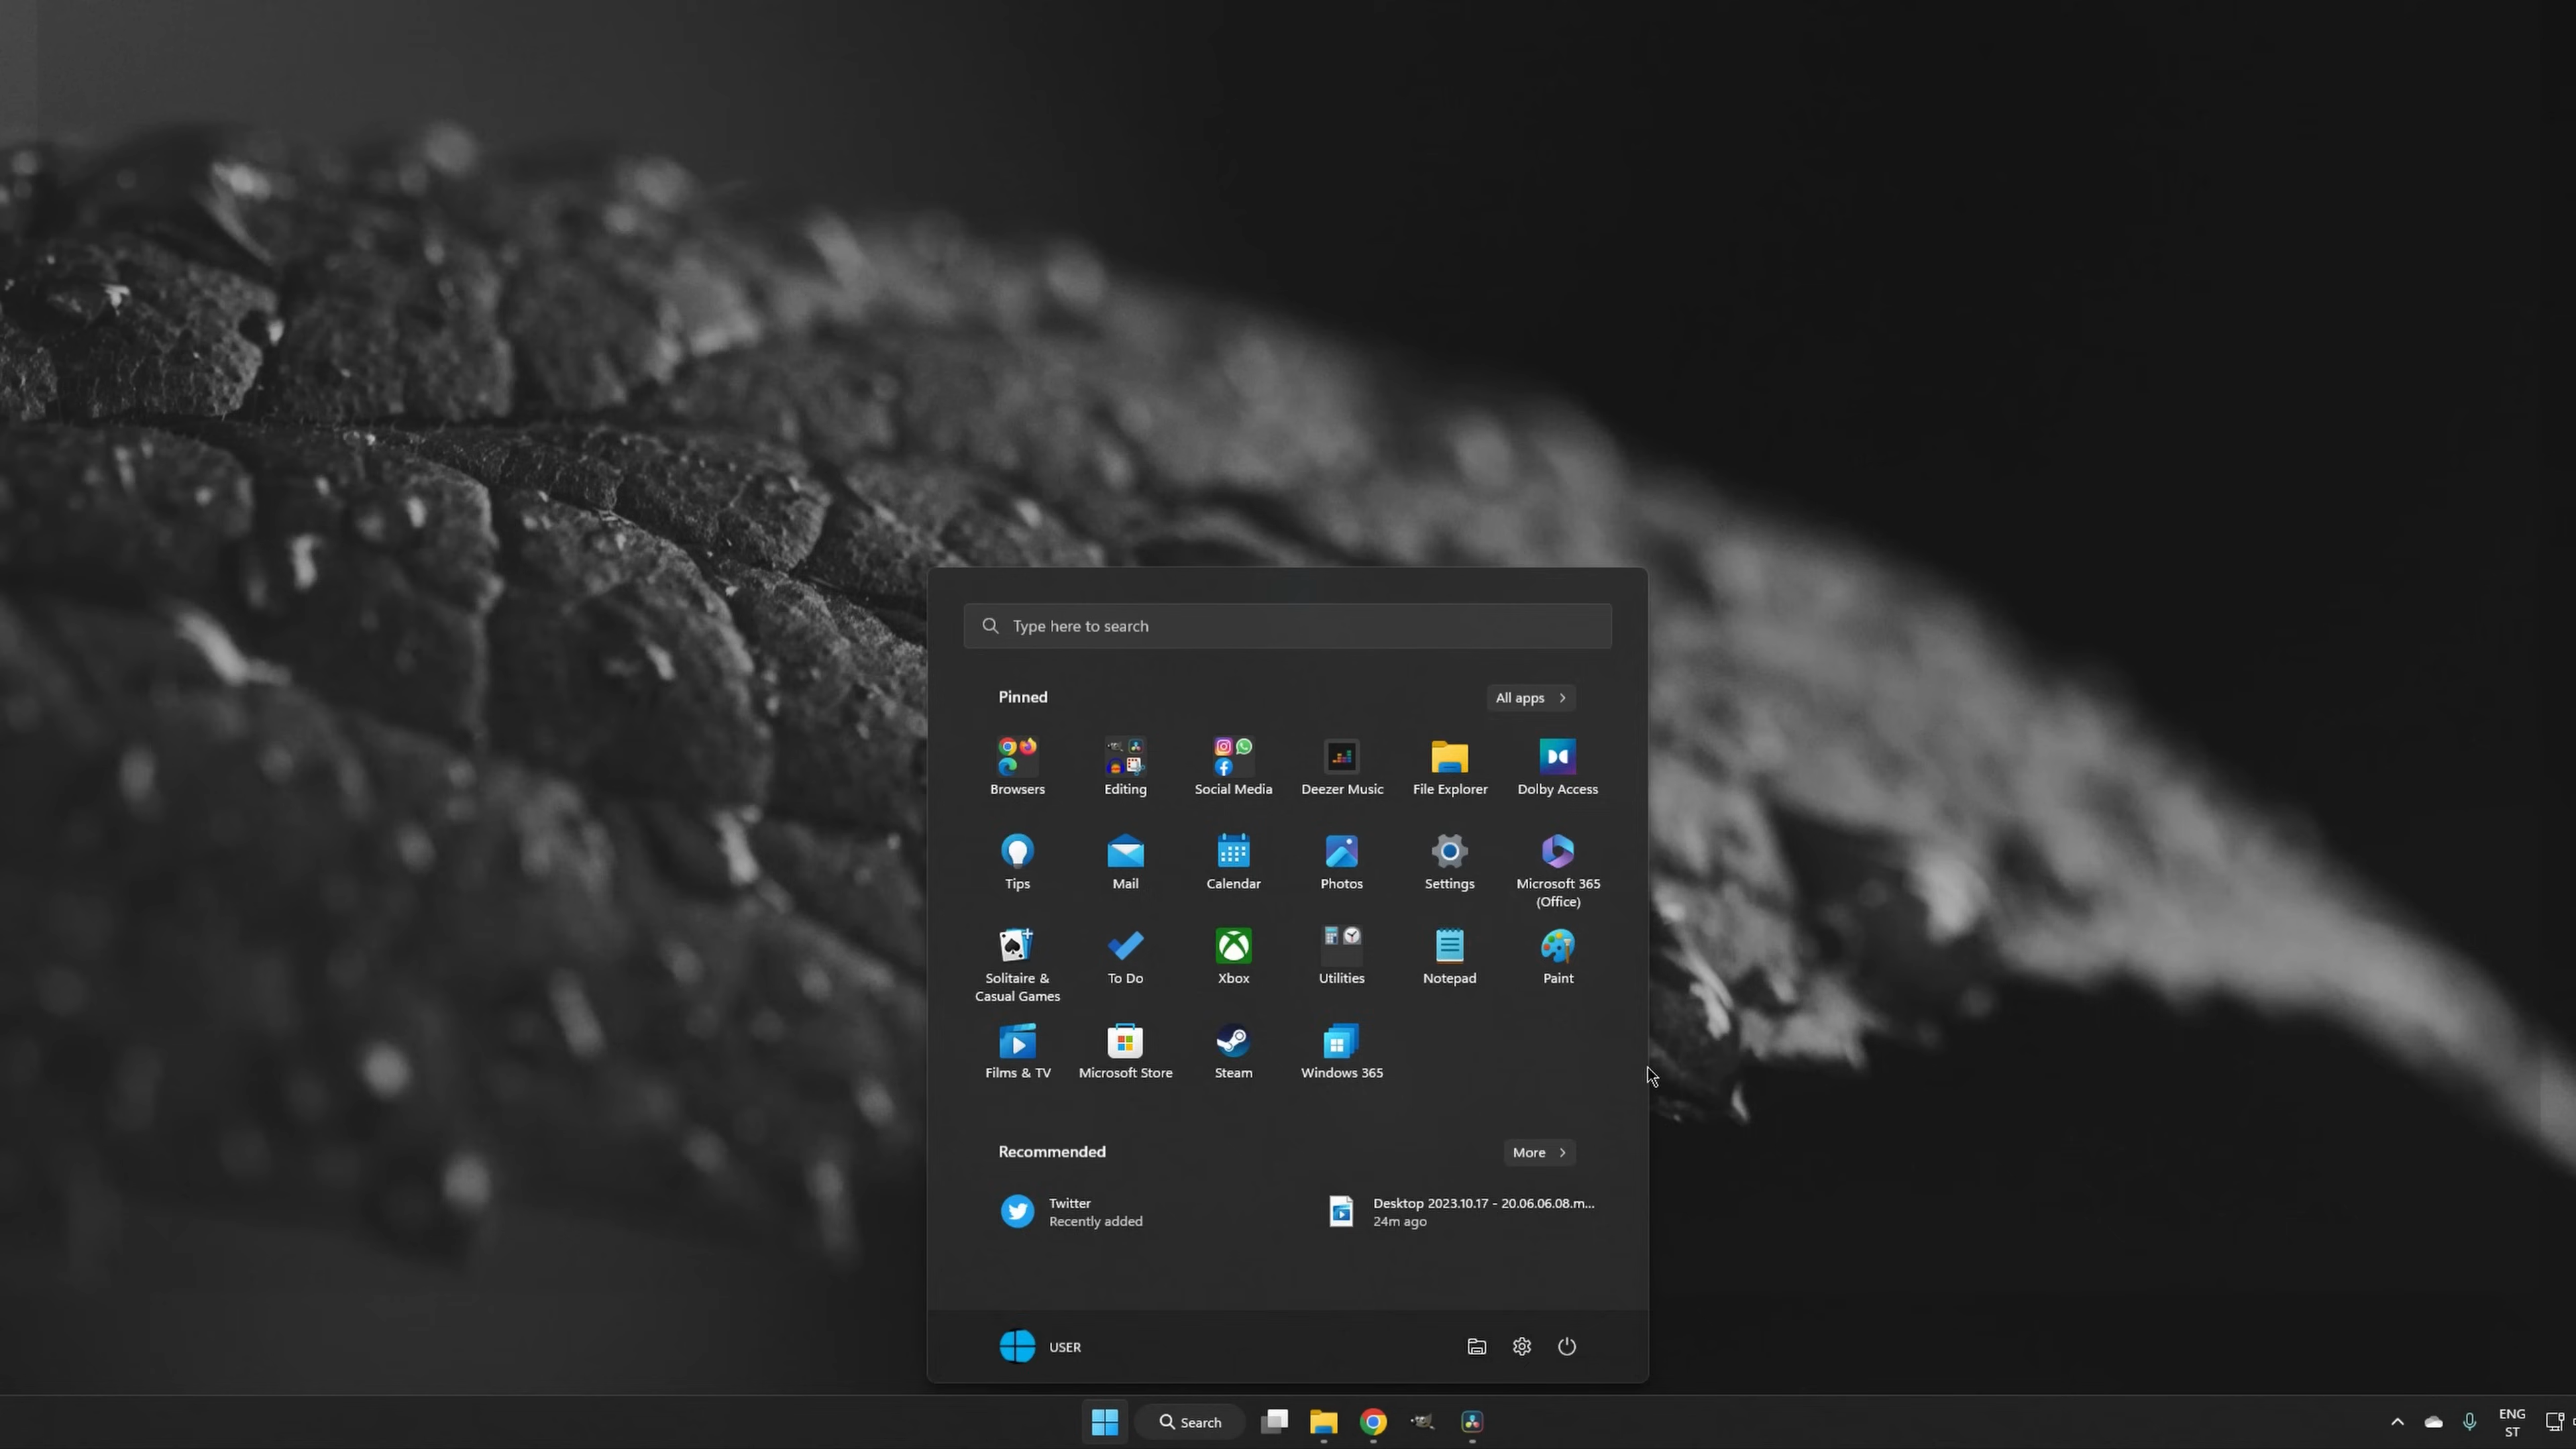 Type here to search
Pinned
All apps
Browsers
Editing
Social Media
Deezer Music
File Explorer
Dolby Access
Tips
Mail
Calendar
Photos
Settings
Microsoft 365
(Office)
Solitaire &
Casual Games
To Do
Xbox
Utilities
Notepad
Paint
Films & TV
Microsoft Store
Steam
Windows 365
Recommended
More
Twitter
Recently added
Desktop 2023.10.17 - 20.06.06.08.m...
24m ago
USER
Search
ENG
ST